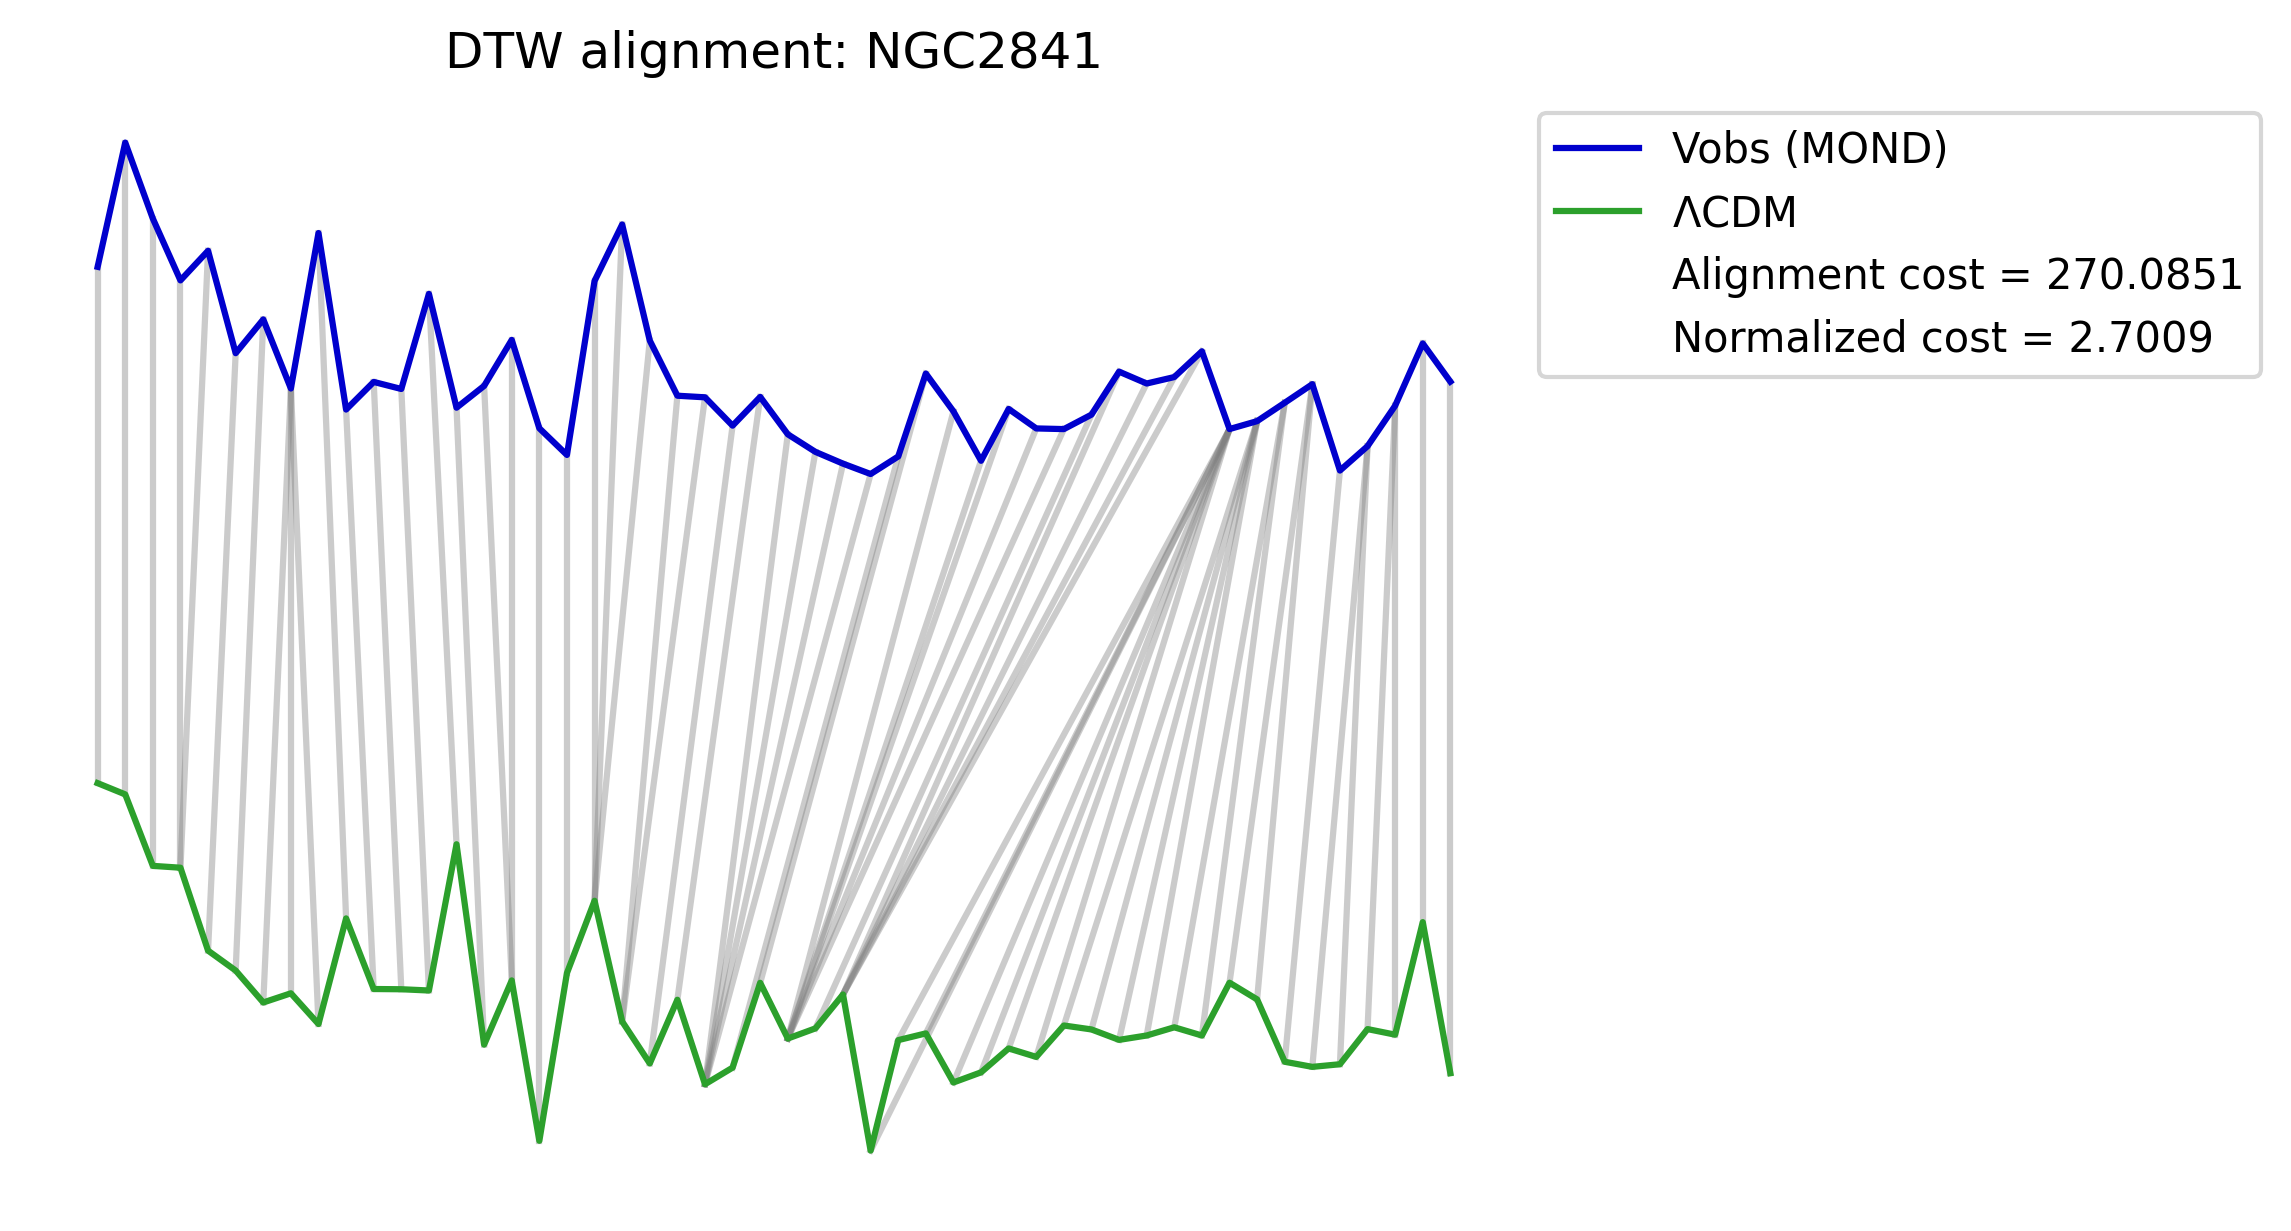 DTW alignment: NGC2841
Vobs (MOND)
ΛCDM
Alignment cost = 270.0851
Normalized cost = 2.7009